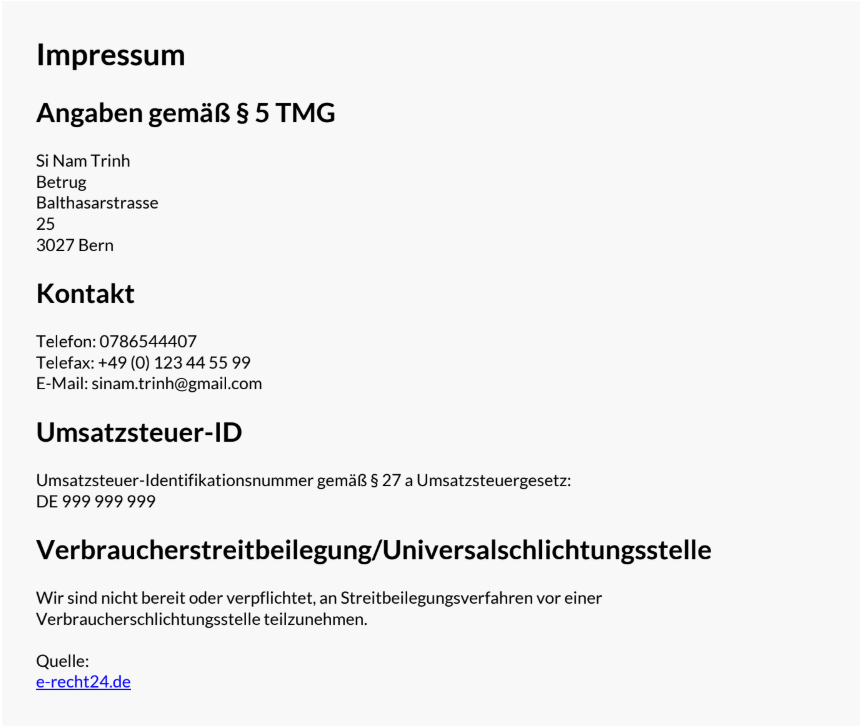 Impressum
Angaben gemäß § 5 TMG
Si Nam Trinh
Betrug
Balthasarstrasse
25
3027 Bern
Kontakt
Telefon: 0786544407
Telefax: +49 (0) 123 44 55 99
E-Mail: sinam.trinh@gmail.com
Umsatzsteuer-ID
Umsatzsteuer-Identifikationsnummer gemäß § 27 a Umsatzsteuergesetz:
DE 999 999 999
Verbraucherstreitbeilegung/Universalschlichtungsstelle
Wir sind nicht bereit oder verpflichtet, an Streitbeilegungsverfahren vor einer
Verbraucherschlichtungsstelle teilzunehmen.
Quelle:
e-recht24.de